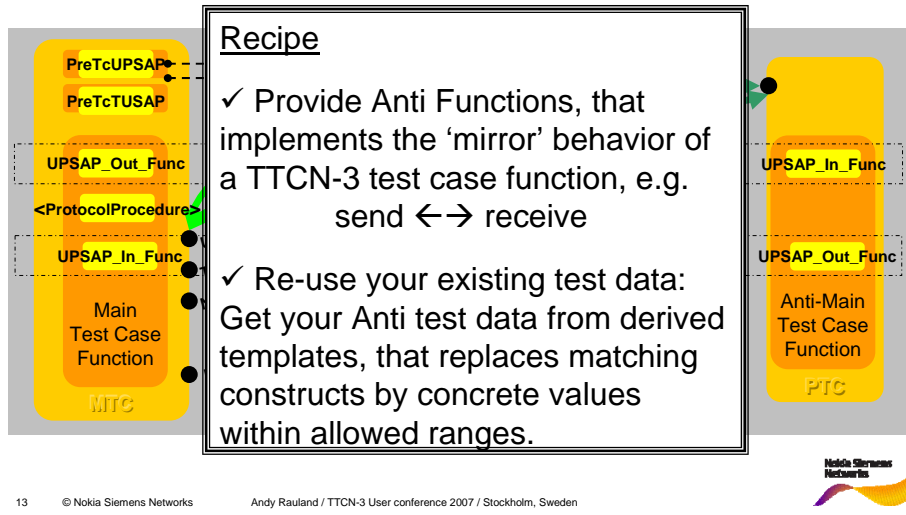 PreTcUPSAP
PreTcTUSAP
UPSAP_Out_Func
<ProtocolProcedure>
UPSAP_In_Func
Main
Test Case
Function
MTC
Recipe
✓ Provide Anti Functions, that
implements the ‘mirror’ behavior of
a TTCN-3 test case function, e.g.
send ←→ receive
✓ Re-use your existing test data:
Get your Anti test data from derived
templates, that replaces matching
constructs by concrete values
within allowed ranges.
UPSAP_In_Func
UPSAP_Out_Func
Anti-Main
Test Case
Function
PTC
Nokia Siemens
Networks
13 © Nokia Siemens Networks Andy Rauland / TTCN-3 User conference 2007 / Stockholm, Sweden